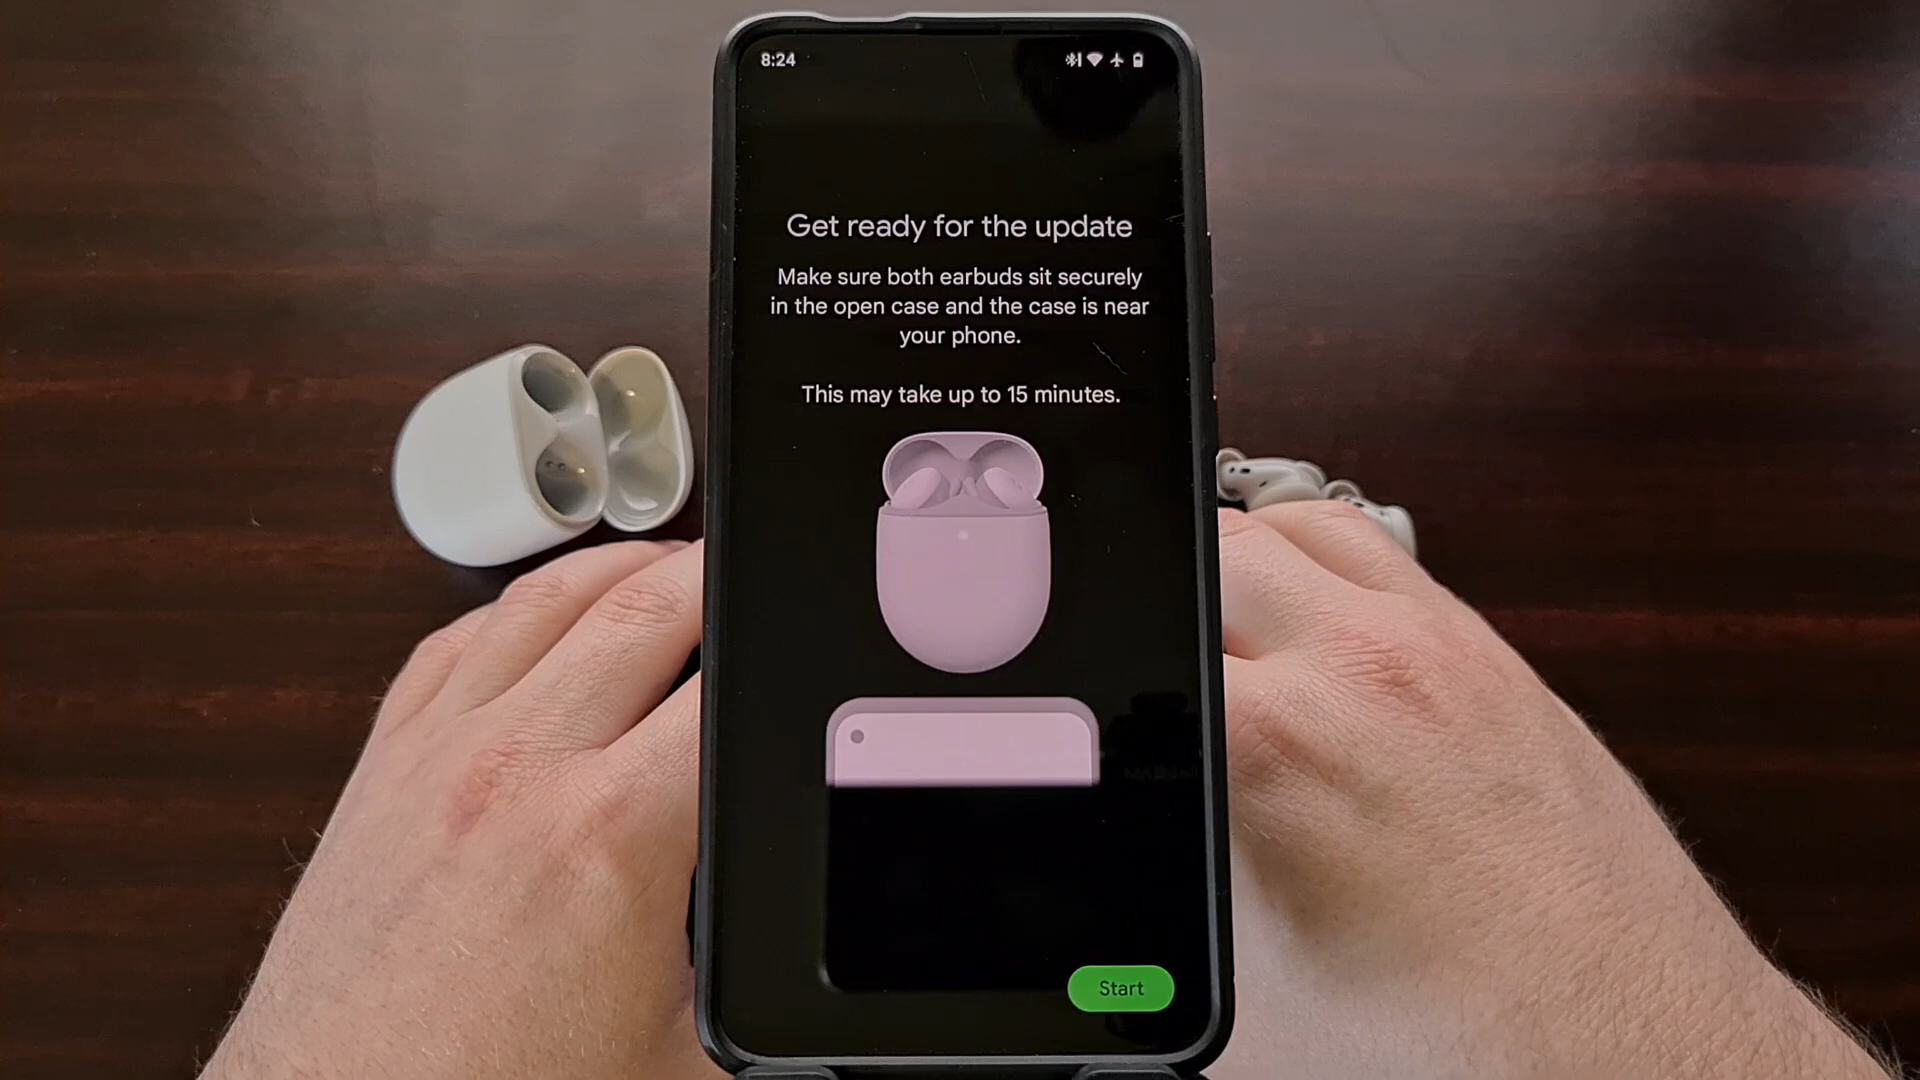 8:24
Get ready for the update
Make sure both earbuds sit securely
in the open case and the case is near
your phone.
This may take up to 15 minutes.
Start